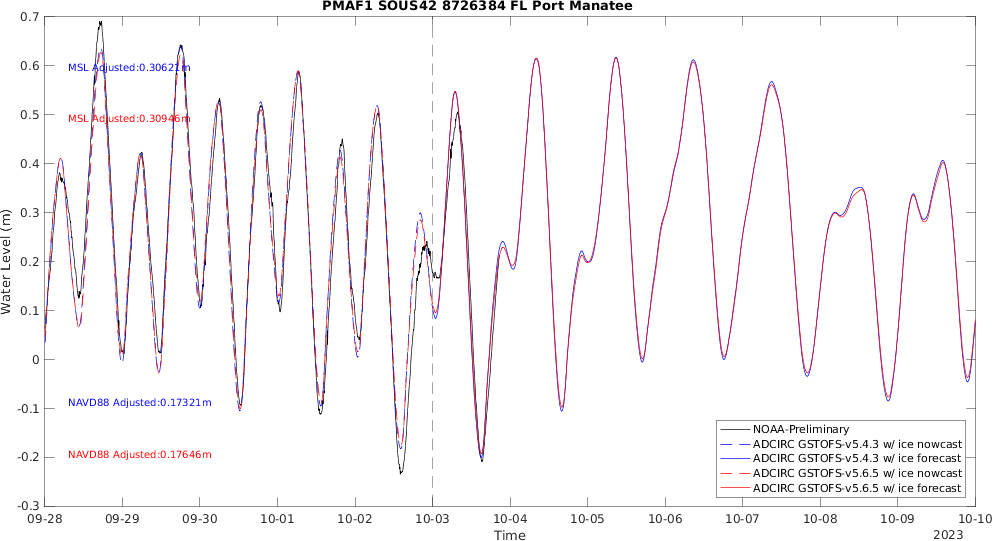 PMAF1 SOUS42 8726384 FL Port Manatee
0.7
0.6
0.5
0.4
0.3
0.2
0.1
0
-0.1
-0.2
-0.3
Water Level (m)
MSL Adjusted:0.30621m
MSL Adjusted:0.30946m
NAVD88 Adjusted:0.17321m
NAVD88 Adjusted:0.17646m
NOAA-Preliminary
ADCIRC GSTOFS-v5.4.3 w/ ice nowcast
ADCIRC GSTOFS-v5.4.3 w/ ice forecast
ADCIRC GSTOFS-v5.6.5 w/ ice nowcast
ADCIRC GSTOFS-v5.6.5 w/ ice forecast
09-28 09-29 09-30 10-01 10-02 10-03 10-04 10-05 10-06 10-07 10-08 10-09 10-10
Time
2023